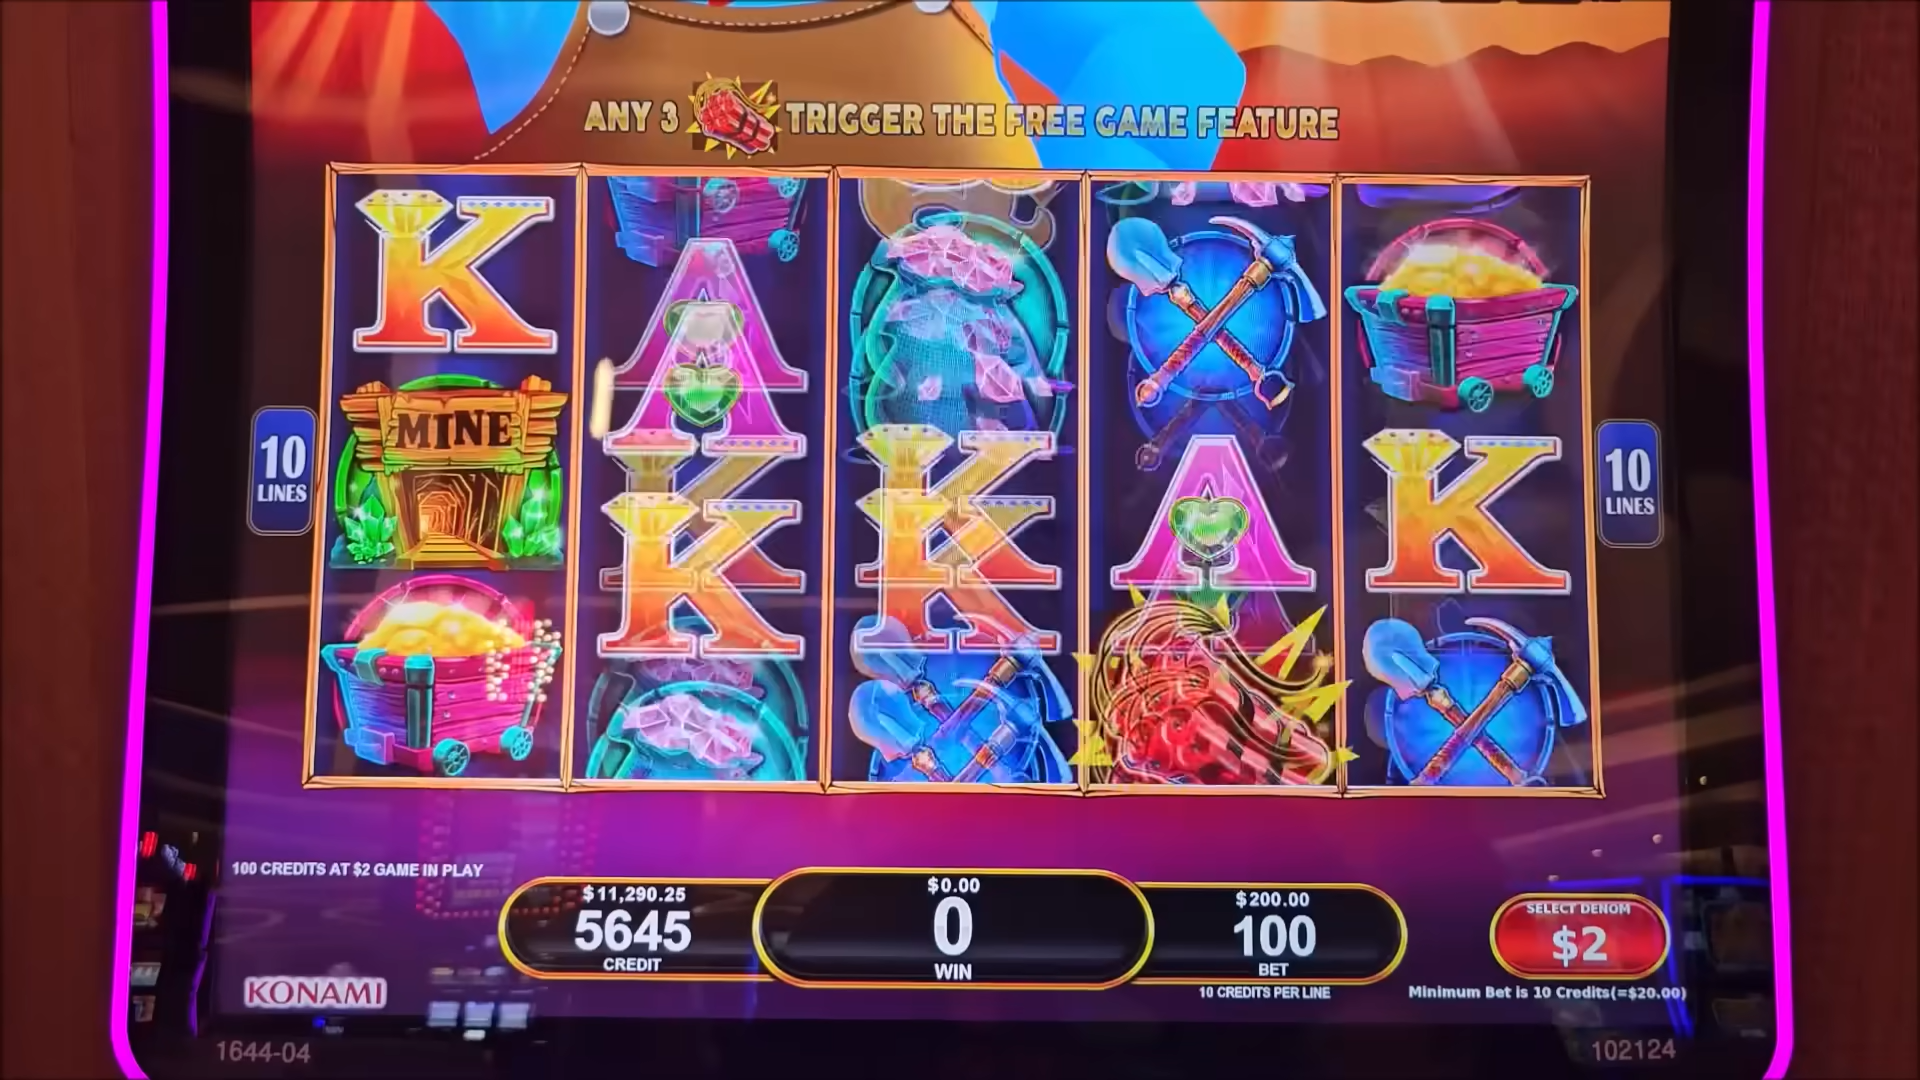 ANY 3 TRIGGER THE FREE GAME FEATURE
K
A
MINE
10 LINES
K
K
K
K
A
K
10 LINES
100 CREDITS AT $2 GAME IN PLAY
$11,290.25
5645
CREDIT
$0.00
0
WIN
$200.00
100
BET
10 CREDITS PER LINE
SELECT DENOM
$2
Minimum Bet is 10 Credits(=$20.00)
KONAMI
1644-04
102124